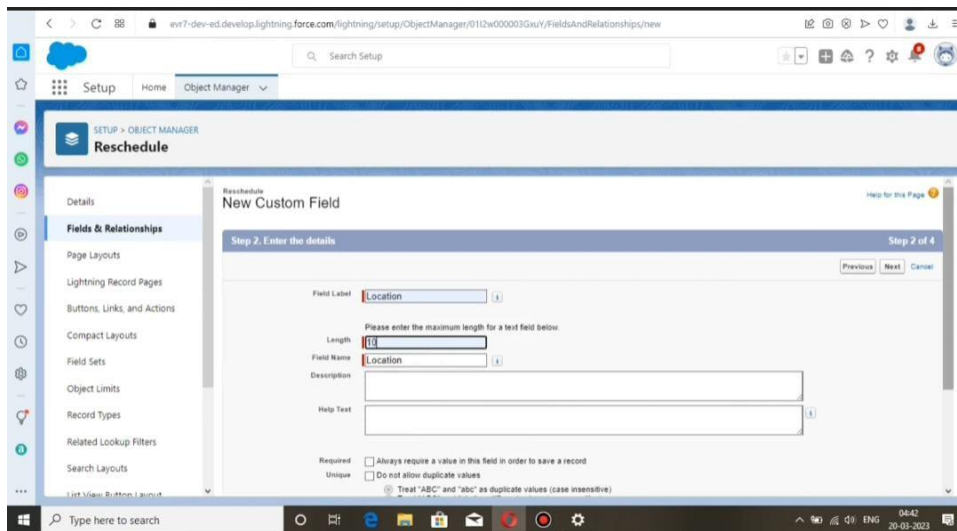 evr7-dev-ed.develop.lightning.force.com/lightning/setup/ObjectManager/01I2w000003GxuY/FieldsAndRelationships/new
Search Setup
Setup
Home
Object Manager
SETUP > OBJECT MANAGER
Reschedule
Details
Fields & Relationships
Page Layouts
Lightning Record Pages
Buttons, Links, and Actions
Compact Layouts
Field Sets
Object Limits
Record Types
Related Lookup Filters
Search Layouts
List View Button Layout
Reschedule
New Custom Field
Help for this Page
Step 2. Enter the details
Step 2 of 4
Previous Next Cancel
Field Label Location
Please enter the maximum length for a text field below.
Length 10
Field Name Location
Description
Help Text
Required Always require a value in this field in order to save a record
Unique Do not allow duplicate values
Treat "ABC" and "abc" as duplicate values (case insensitive)
Type here to search
ENG
04:42
20-03-2023